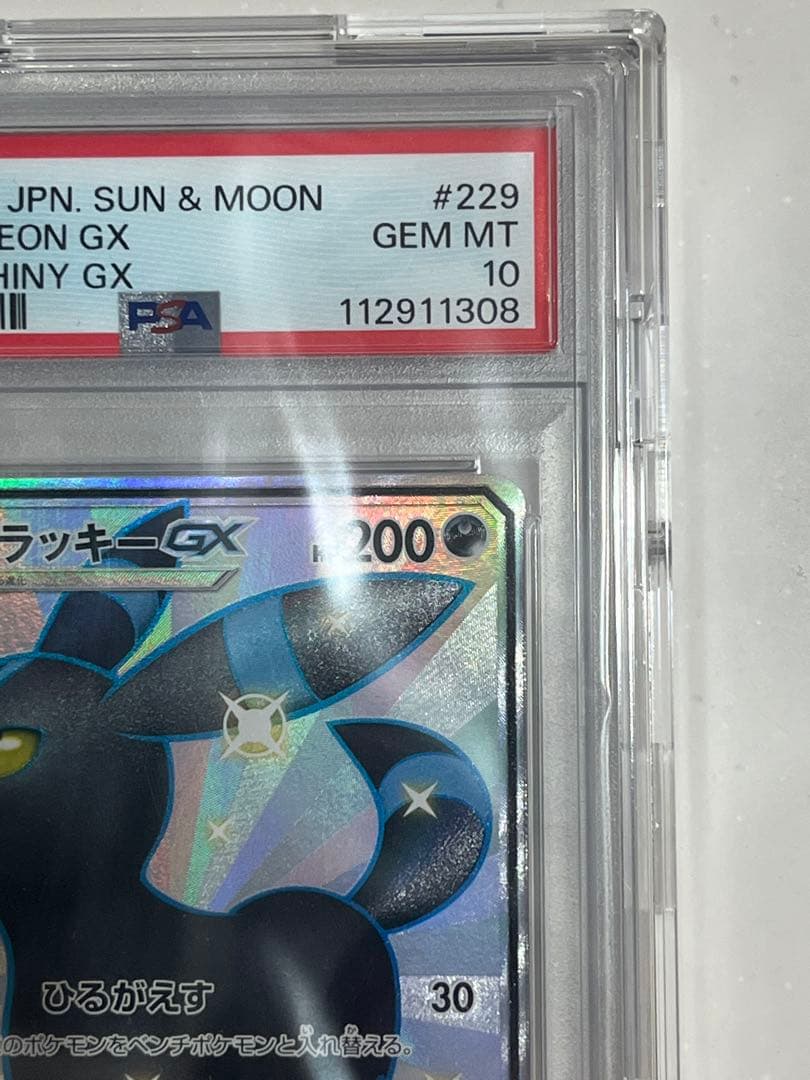 JPN. SUN & MOON #229
EON GX GEM MT
HINY GX 10
PSA 112911308
ラッキーGX 200
ひるがえす 30
のポケモンをベンチポケモンと入れ替える。